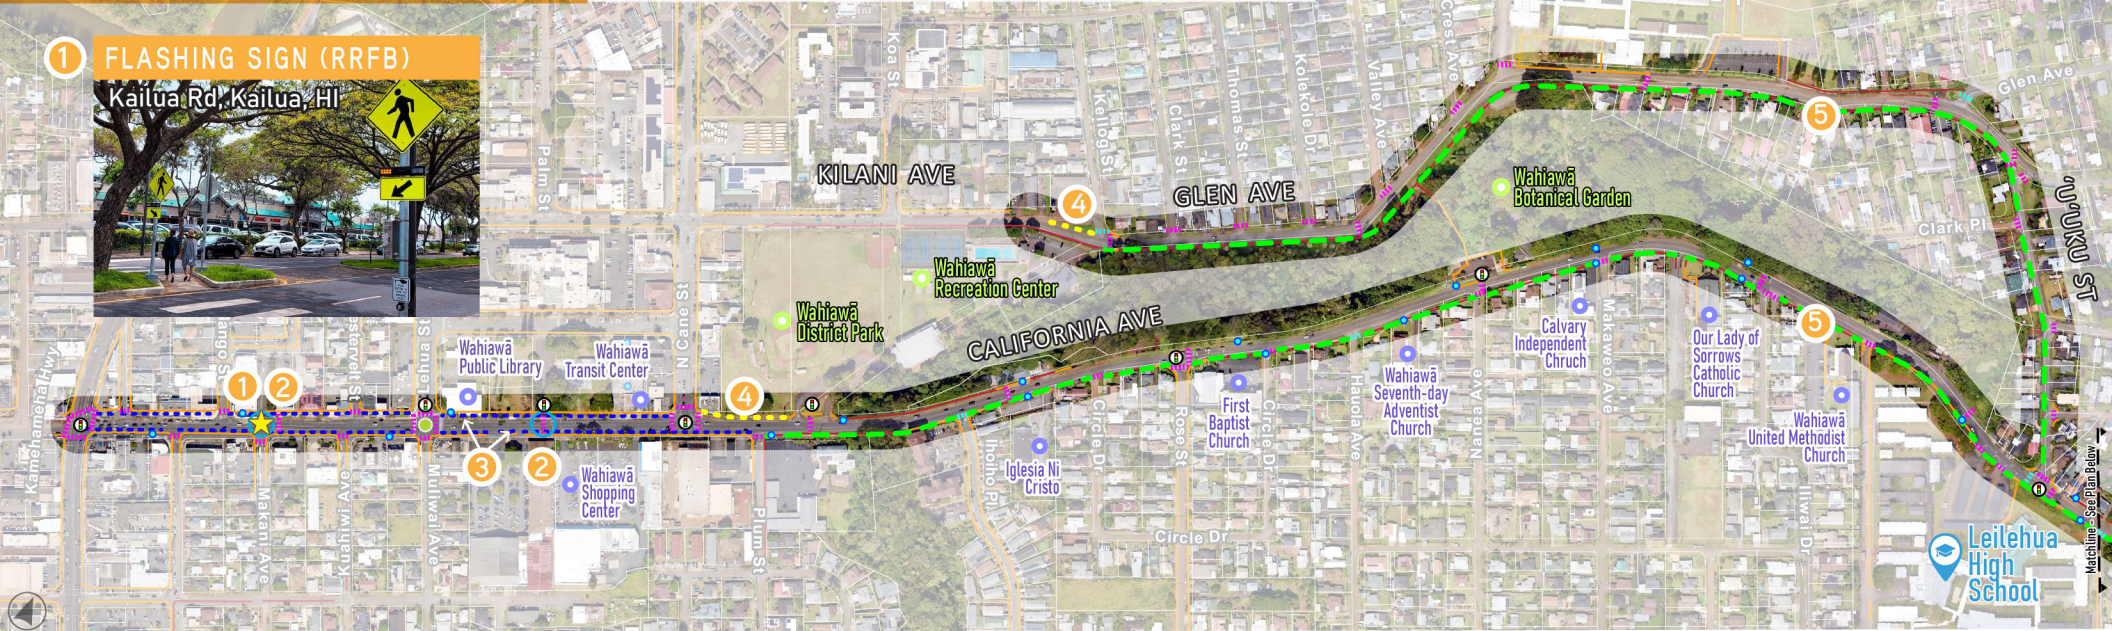 1
FLASHING SIGN (RRFB)
Kailua Rd, Kailua, HI
Palm St
Koa St
KILANI AVE
4
Kellog S
Clark St
Thomas St
GLEN AVE
Kolekole Dr
Valley Ave
Crest Ave
5
Glen Ave
'U'UKU ST
Clark Pl
Wahiawā
Botanical Garden
Wahiawā
Recreation Center
Wahiawā
District Park
CALIFORNIA AVE
N Cane St
Kamehameha Hwy
ango St
eservelt St
Lehua St
Wahiawā
Public Library
Wahiawā
Transit Center
1
2
4
3
2
Wahiawā
Shopping
Center
Makani Ave
Kuahiwi Ave
Muliwai Ave
Plum St
Inoino Pl
Iglesia Ni
Cristo
Circle Dr
Circle Dr
Rose St
First
Baptist
Church
Circle Dr
Hauola Ave
Wahiawā
Seventh-day
Adventist
Church
Nanea Ave
Calvary
Independent
Chruch
Makaweo Ave
Our Lady of
Sorrows
Catholic
Church
5
Wahiawā
United Methodist
Church
Leilehua
High
School
Matchline - See Plan Below